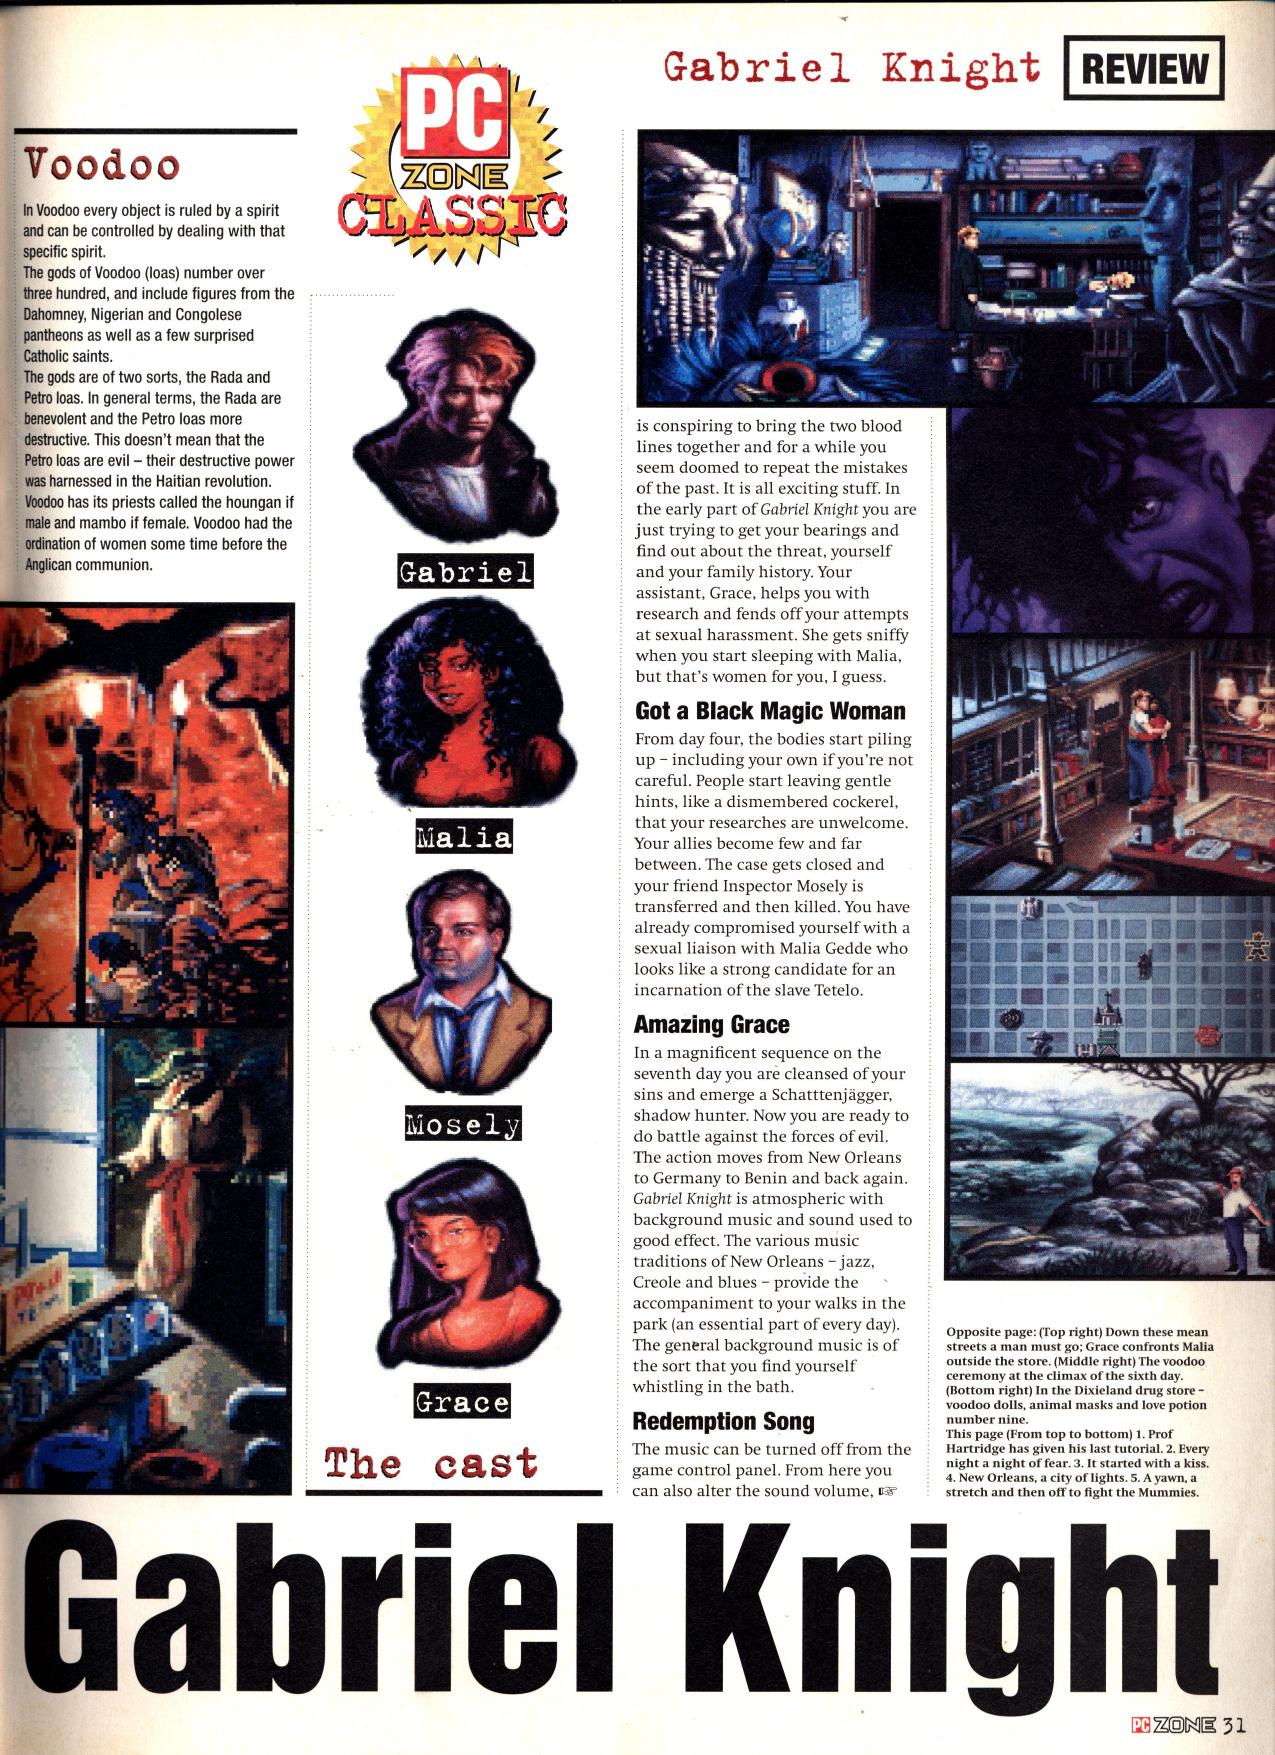 Gabriel Knight REVIEW
PC
ZONE
CLASSIC
Voodoo
In Voodoo every object is ruled by a spirit
and can be controlled by dealing with that
specific spirit.
The gods of Voodoo (loas) number over
three hundred, and include figures from the
Dahomney, Nigerian and Congolese
pantheons as well as a few surprised
Catholic saints.
The gods are of two sorts, the Rada and
Petro loas. In general terms, the Rada are
benevolent and the Petro loas more
destructive. This doesn't mean that the
Petro loas are evil – their destructive power
was harnessed in the Haitian revolution.
Voodoo has its priests called the houngan if
male and mambo if female. Voodoo had the
ordination of women some time before the
Anglican communion.
Gabriel
Malia
Mosely
Grace
The cast
is conspiring to bring the two blood
lines together and for a while you
seem doomed to repeat the mistakes
of the past. It is all exciting stuff. In
the early part of Gabriel Knight you are
just trying to get your bearings and
find out about the threat, yourself
and your family history. Your
assistant, Grace, helps you with
research and fends off your attempts
at sexual harassment. She gets sniffy
when you start sleeping with Malia,
but that's women for you, I guess.
Got a Black Magic Woman
From day four, the bodies start piling
up – including your own if you're not
careful. People start leaving gentle
hints, like a dismembered cockerel,
that your researches are unwelcome.
Your allies become few and far
between. The case gets closed and
your friend Inspector Mosely is
transferred and then killed. You have
already compromised yourself with a
sexual liaison with Malia Gedde who
looks like a strong candidate for an
incarnation of the slave Tetelo.
Amazing Grace
In a magnificent sequence on the
seventh day you are cleansed of your
sins and emerge a Schatttenjägger,
shadow hunter. Now you are ready to
do battle against the forces of evil.
The action moves from New Orleans
to Germany to Benin and back again.
Gabriel Knight is atmospheric with
background music and sound used to
good effect. The various music
traditions of New Orleans – jazz,
Creole and blues – provide the
accompaniment to your walks in the
park (an essential part of every day).
The general background music is of
the sort that you find yourself
whistling in the bath.
Redemption Song
The music can be turned off from the
game control panel. From here you
can also alter the sound volume, ☞
Opposite page: (Top right) Down these mean
streets a man must go; Grace confronts Malia
outside the store. (Middle right) The voodoo
ceremony at the climax of the sixth day.
(Bottom right) In the Dixieland drug store –
voodoo dolls, animal masks and love potion
number nine.
This page (From top to bottom) 1. Prof
Hartridge has given his last tutorial. 2. Every
night a night of fear. 3. It started with a kiss.
4. New Orleans, a city of lights. 5. A yawn, a
stretch and then off to fight the Mummies.
Gabriel Knight
PC ZONE 31